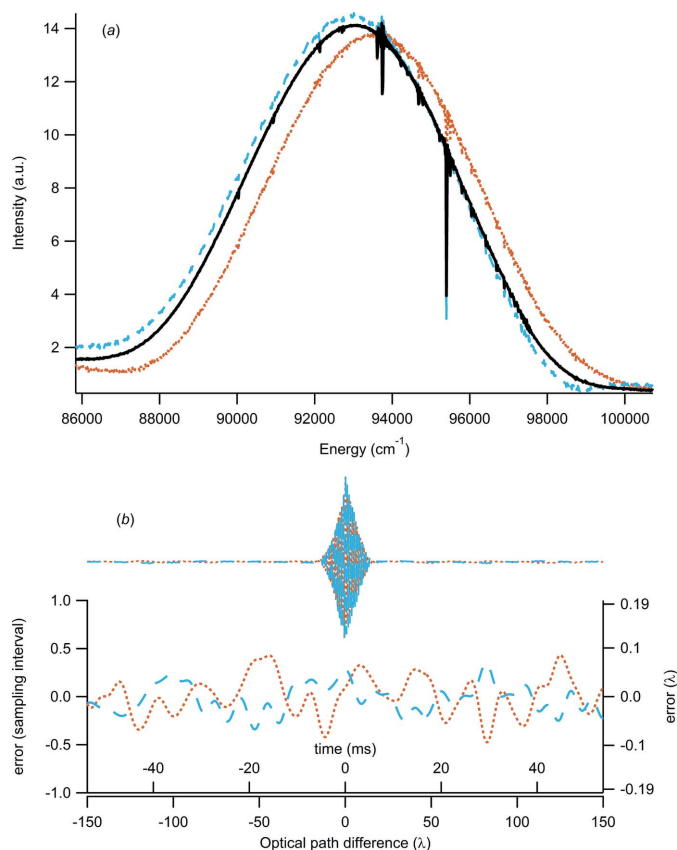 (a)
14
12
10
8
6
4
2
Intensity (a.u.)
86000 88000 90000 92000 94000 96000 98000 100000
Energy (cm⁻¹)
(b)
1.0
0.5
0.0
-0.5
-1.0
error (sampling interval)
0.19
0.1
0.0
-0.1
-0.19
error (λ)
time (ms)
-40 -20 0 20 40
-150 -100 -50 0 50 100 150
Optical path difference (λ)